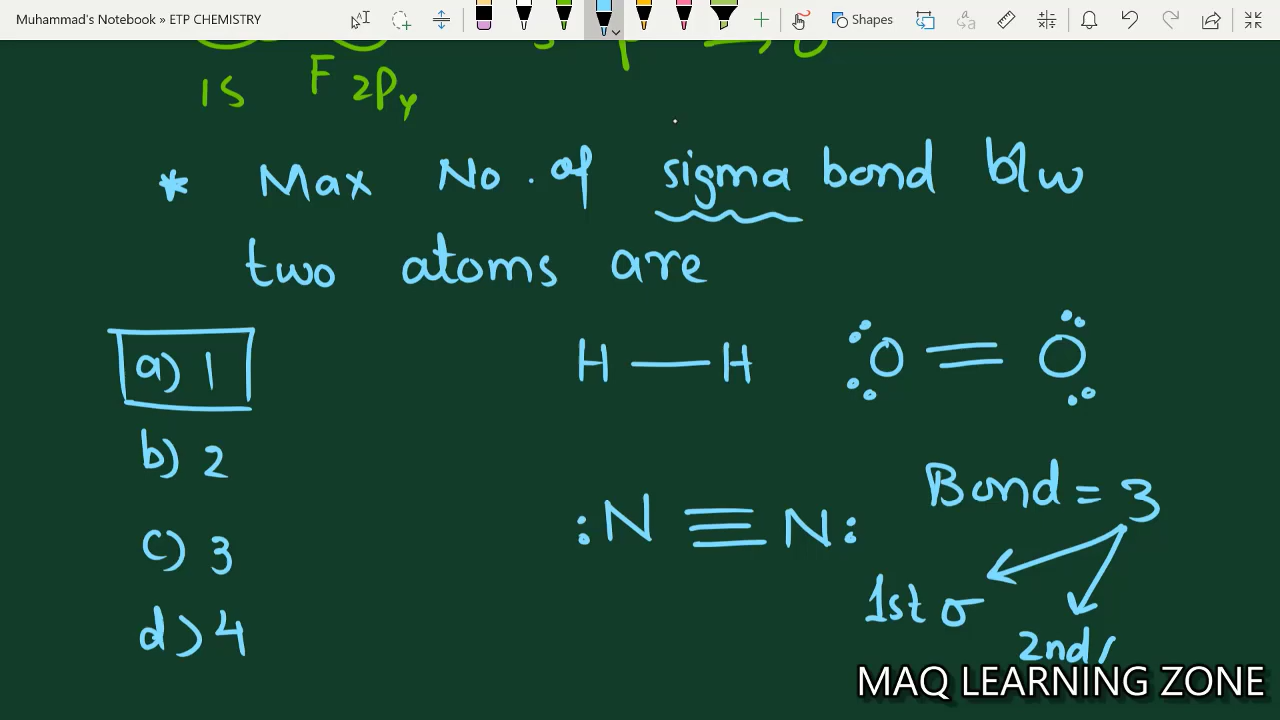 Muhammad's Notebook » ETP CHEMISTRY
Shapes
1S F 2Py
* Max No. of sigma bond b/w
two atoms are
a) 1
b) 2
c) 3
d) 4
H — H
:O = O:
:N ≡ N:
Bond = 3
1st σ
2nd
MAQ LEARNING ZONE